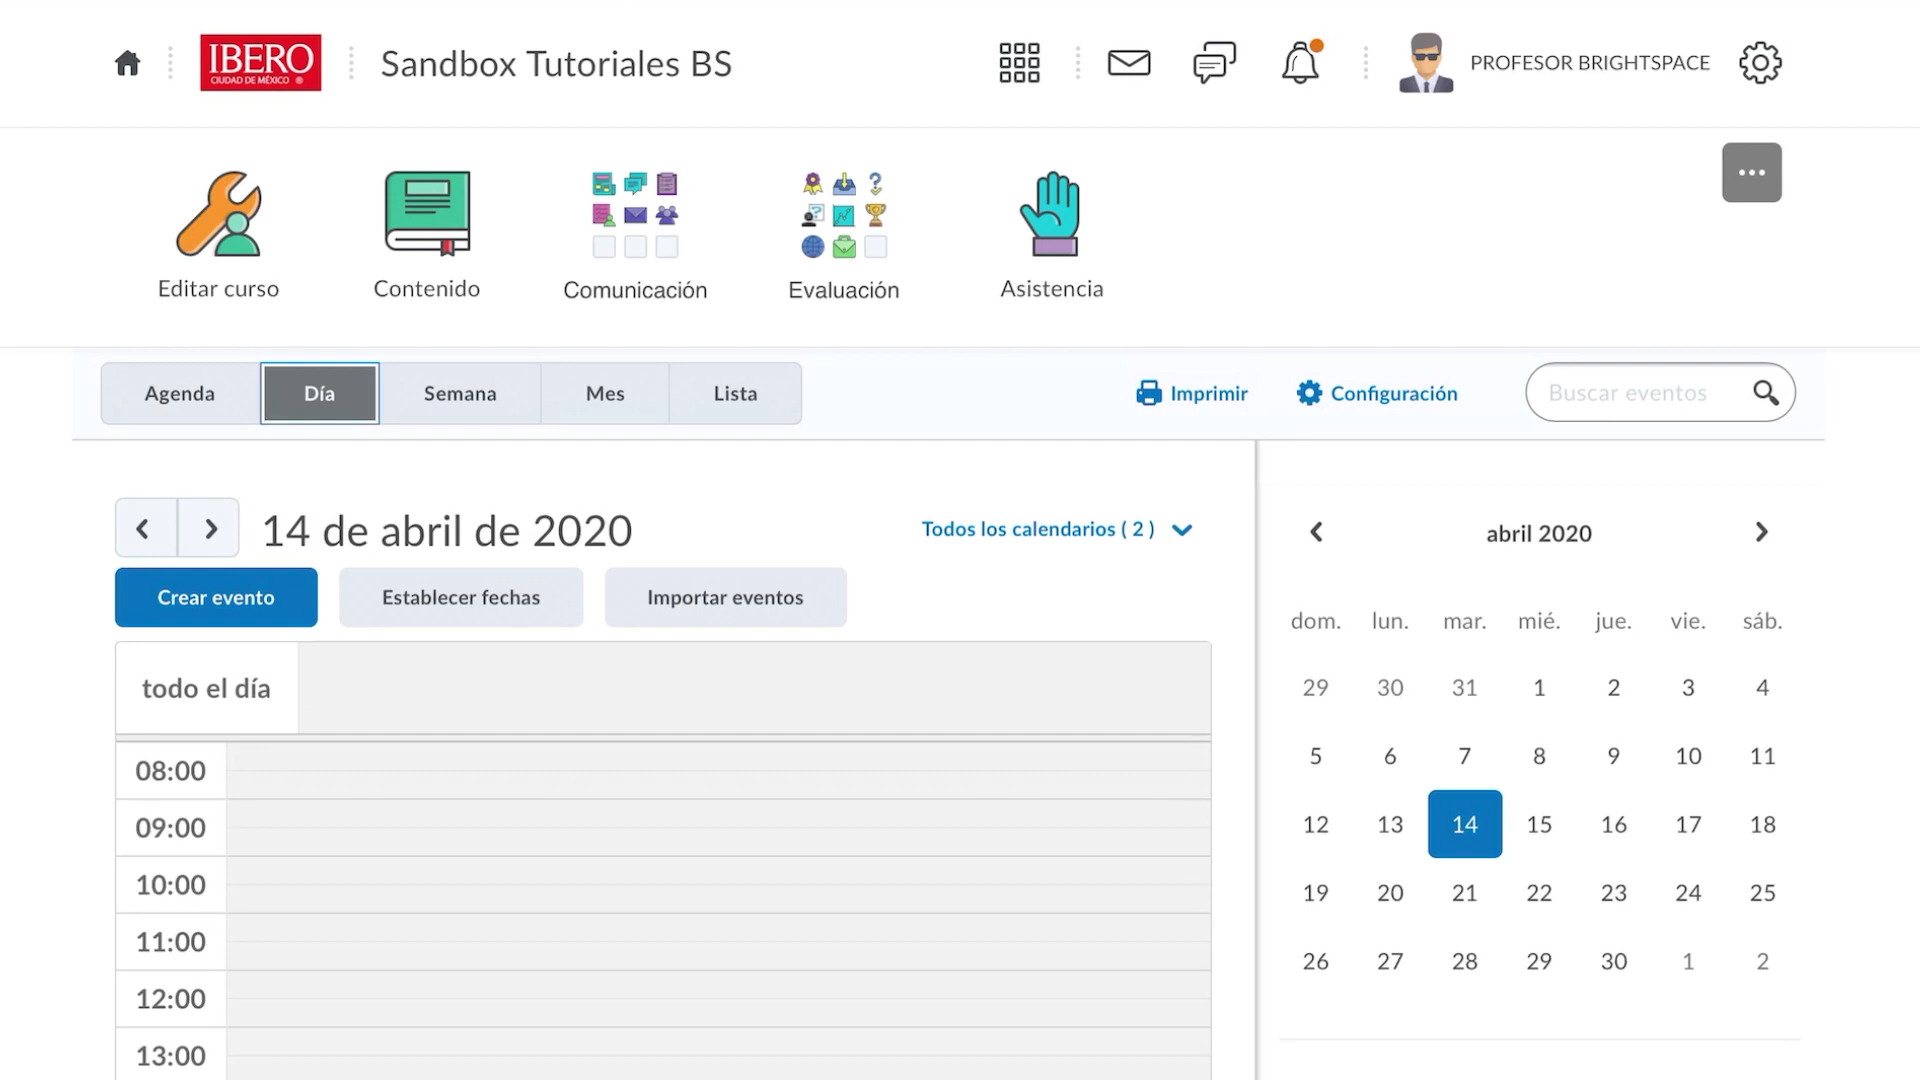 IBERO
CIUDAD DE MÉXICO ®
Sandbox Tutoriales BS
PROFESOR BRIGHTSPACE
Editar curso
Contenido
Comunicación
Evaluación
Asistencia
Agenda
Día
Semana
Mes
Lista
Imprimir
Configuración
Buscar eventos
14 de abril de 2020
Todos los calendarios ( 2 )
Crear evento
Establecer fechas
Importar eventos
todo el día
08:00
09:00
10:00
11:00
12:00
13:00
abril 2020
dom. lun. mar. mié. jue. vie. sáb.
29 30 31 1 2 3 4
5 6 7 8 9 10 11
12 13 14 15 16 17 18
19 20 21 22 23 24 25
26 27 28 29 30 1 2